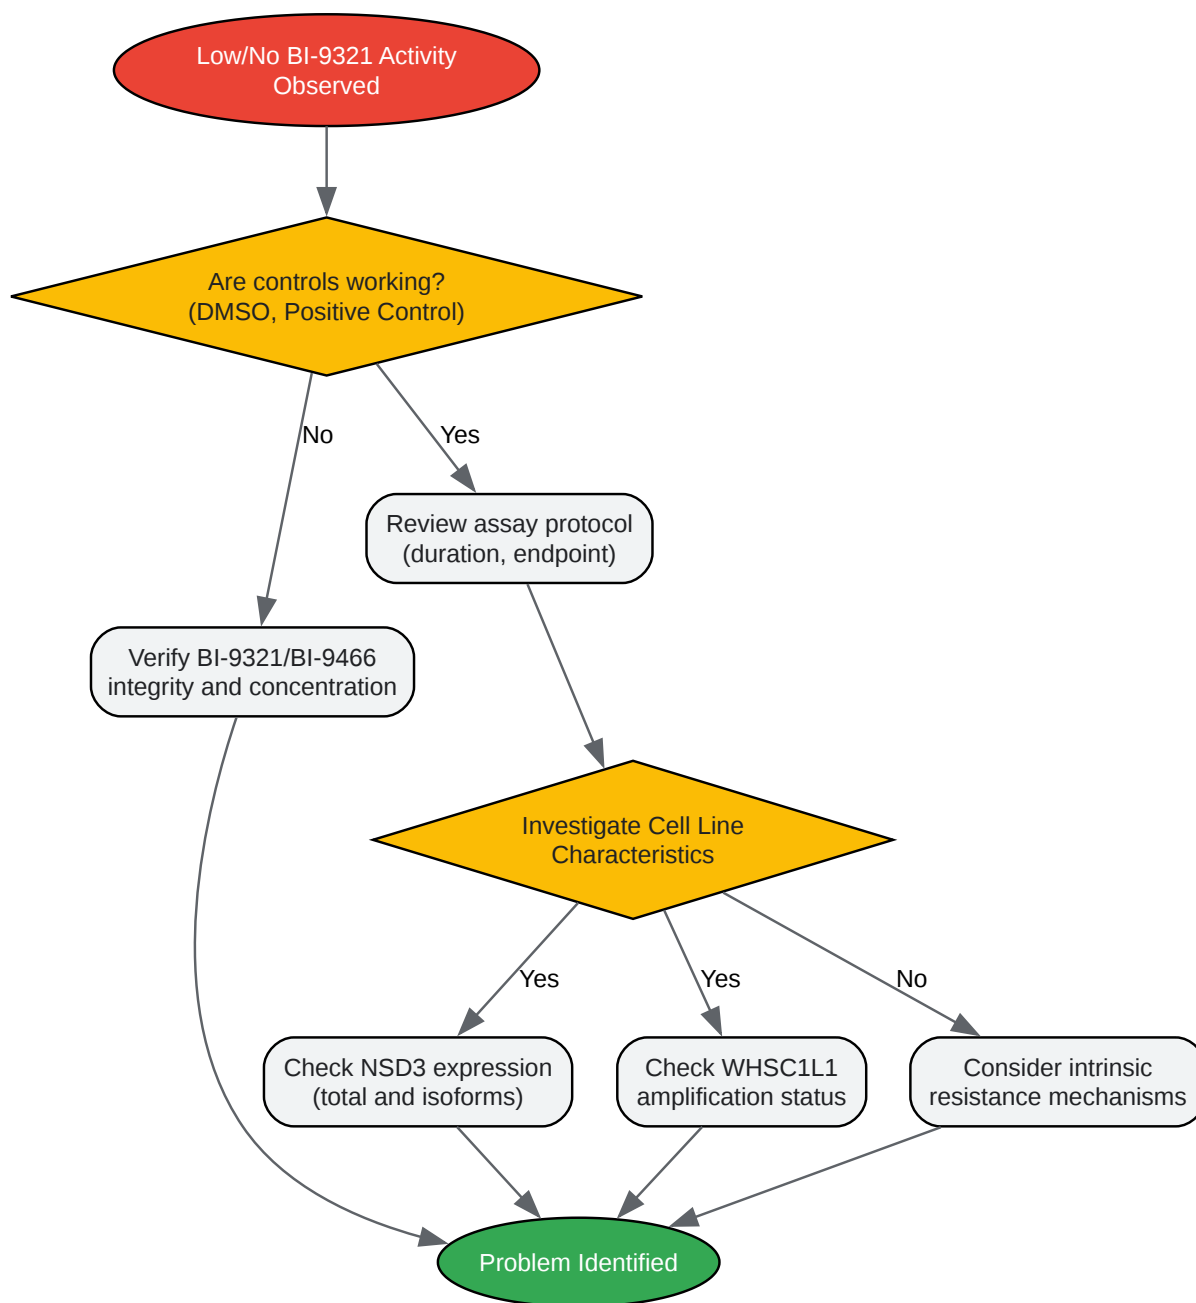 Low/No BI-9321 Activity
Observed
Are controls working?
(DMSO, Positive Control)
No
Yes
Review assay protocol
(duration, endpoint)
Verify BI-9321/BI-9466
integrity and concentration
Investigate Cell Line
Characteristics
Yes
Yes
No
Check NSD3 expression
(total and isoforms)
Check WHSC1L1
amplification status
Consider intrinsic
resistance mechanisms
Problem Identified